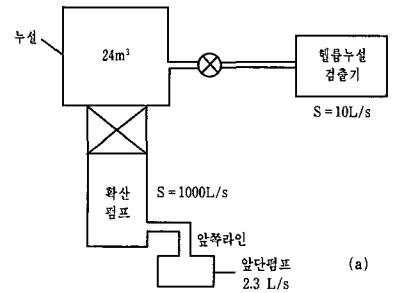 누설
24m³
헬륨누설
검출기
S = 10L/s
확산
펌프
S = 1000L/s
앞쪽라인
앞단펌프
2.3 L/s
(a)